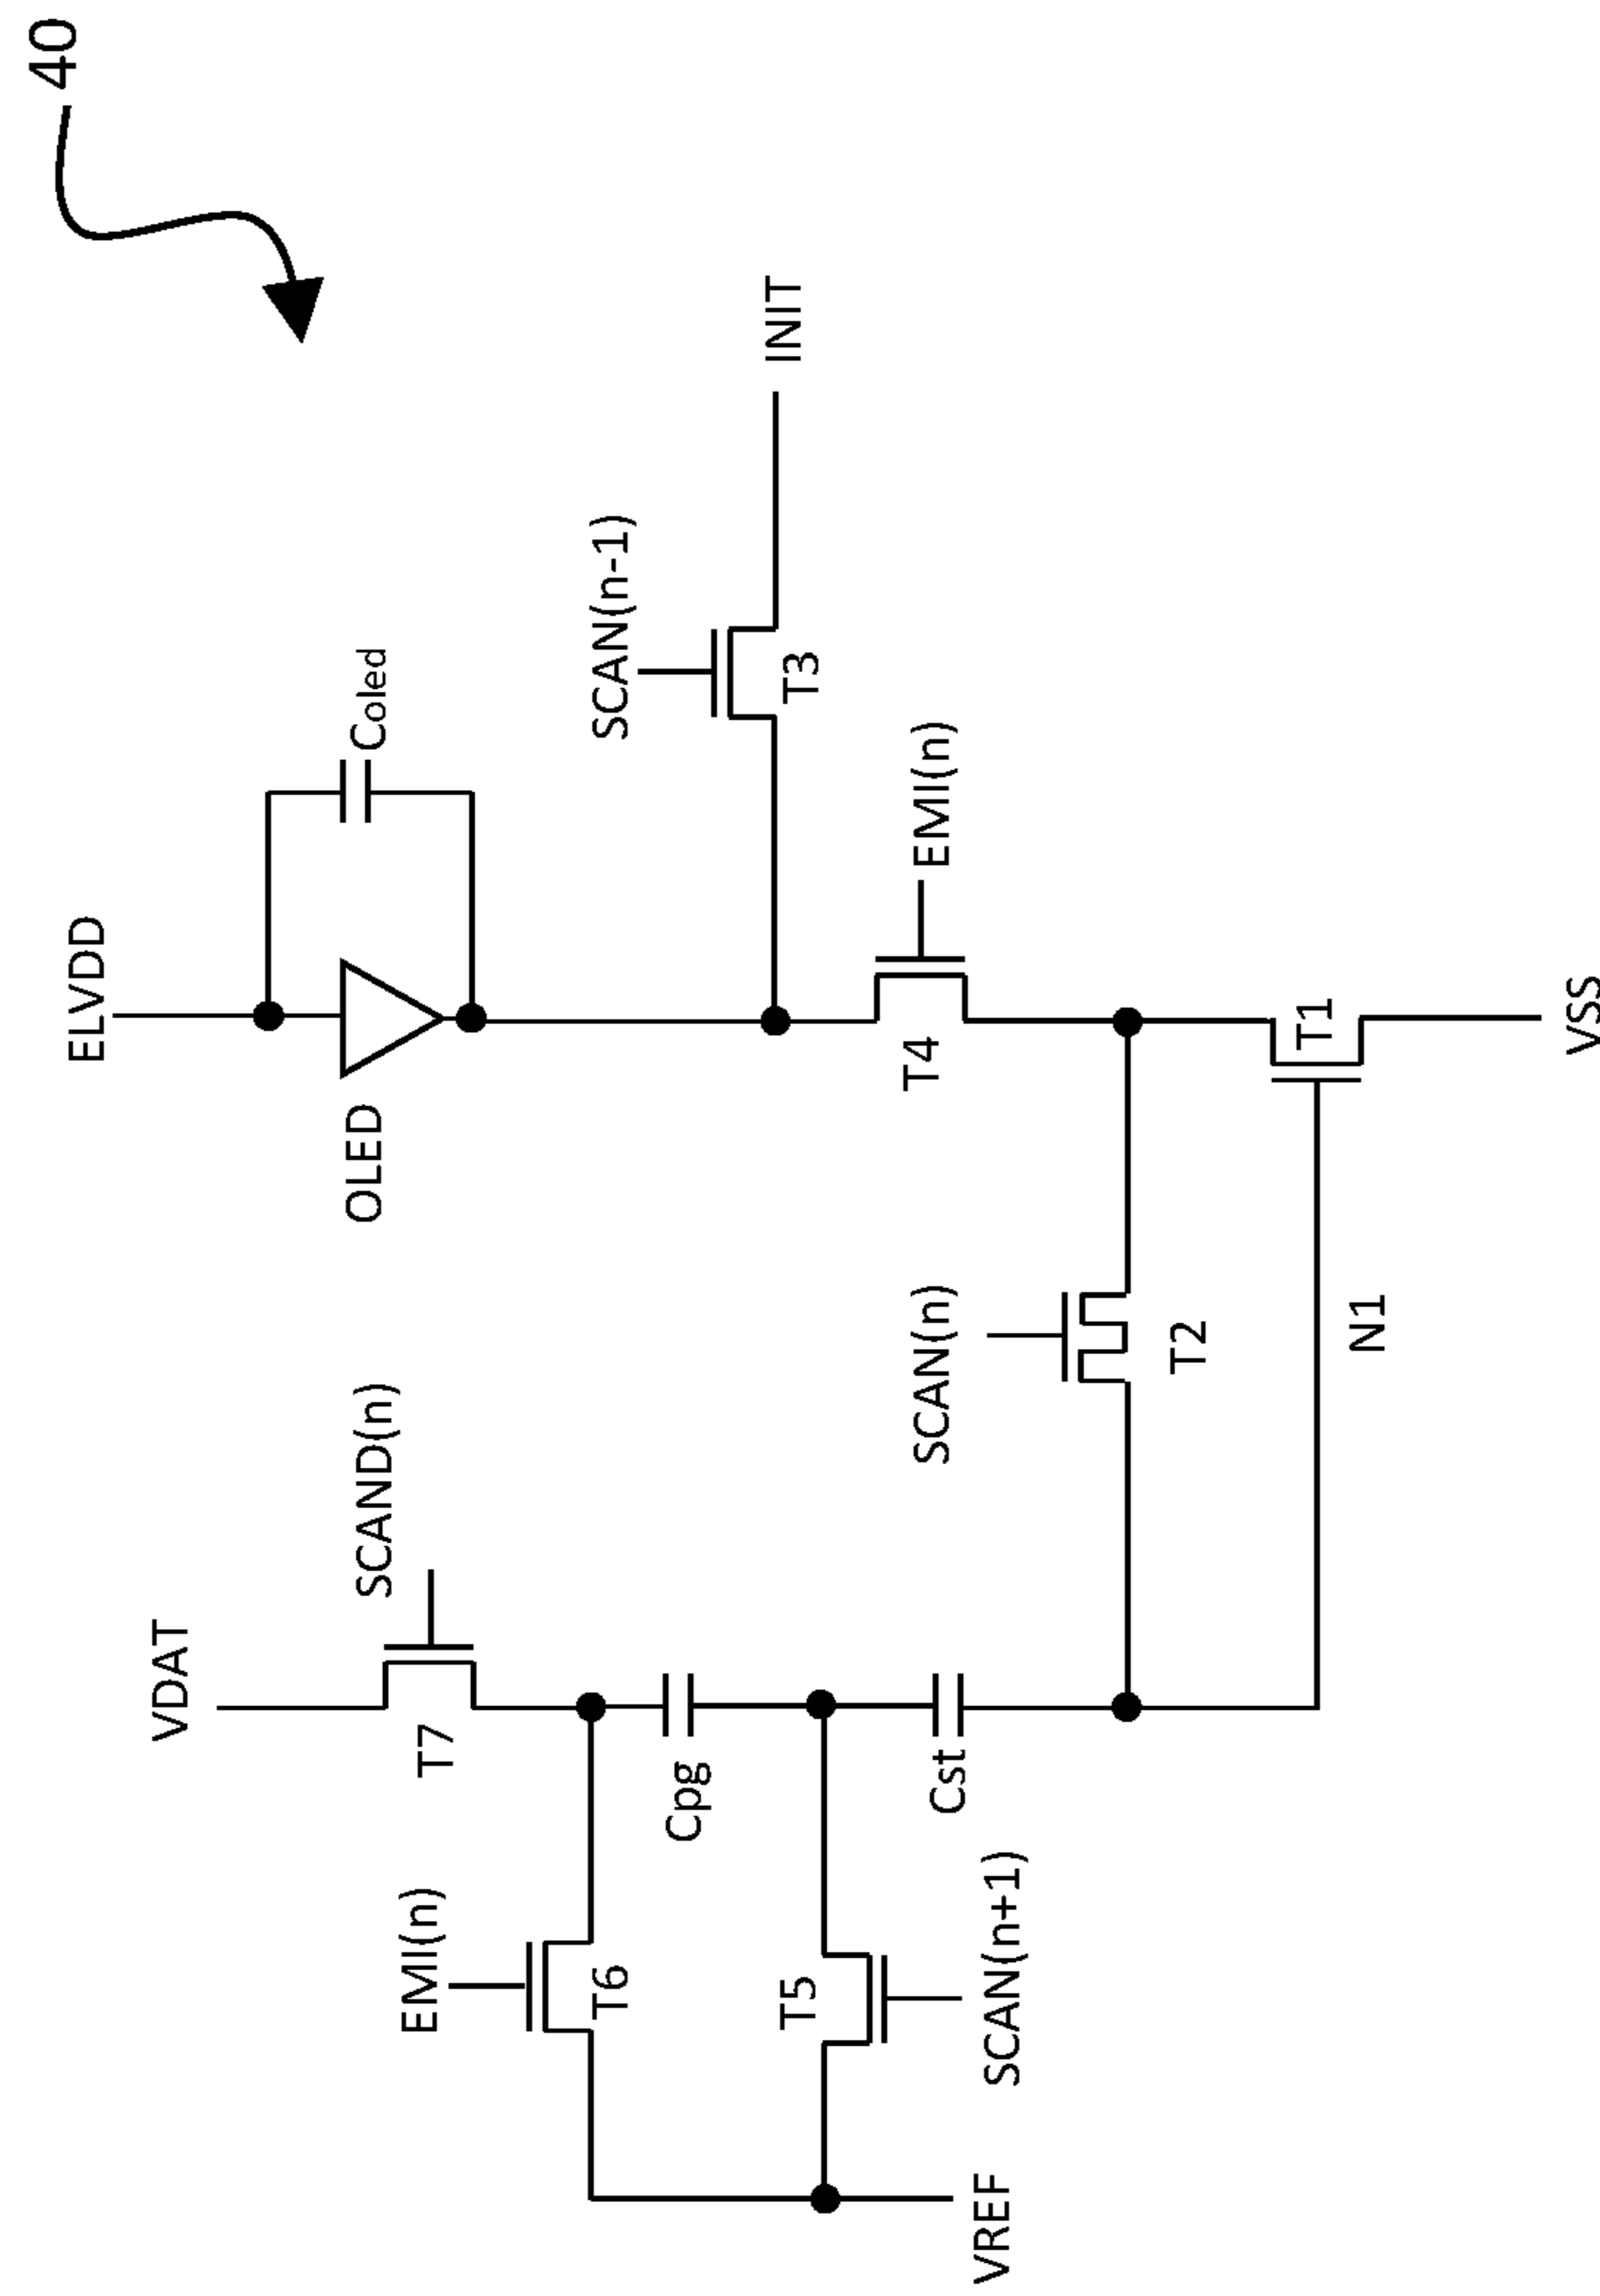 40
ELVDD
Coled
OLED
SCAN(n-1)
INIT
T3
EMI(n)
T4
VDAT
SCAND(n)
T7
EMI(n)
T6
Cpg
T5
Cst
SCAN(n+1)
VREF
SCAN(n)
T2
N1
T1
VSS